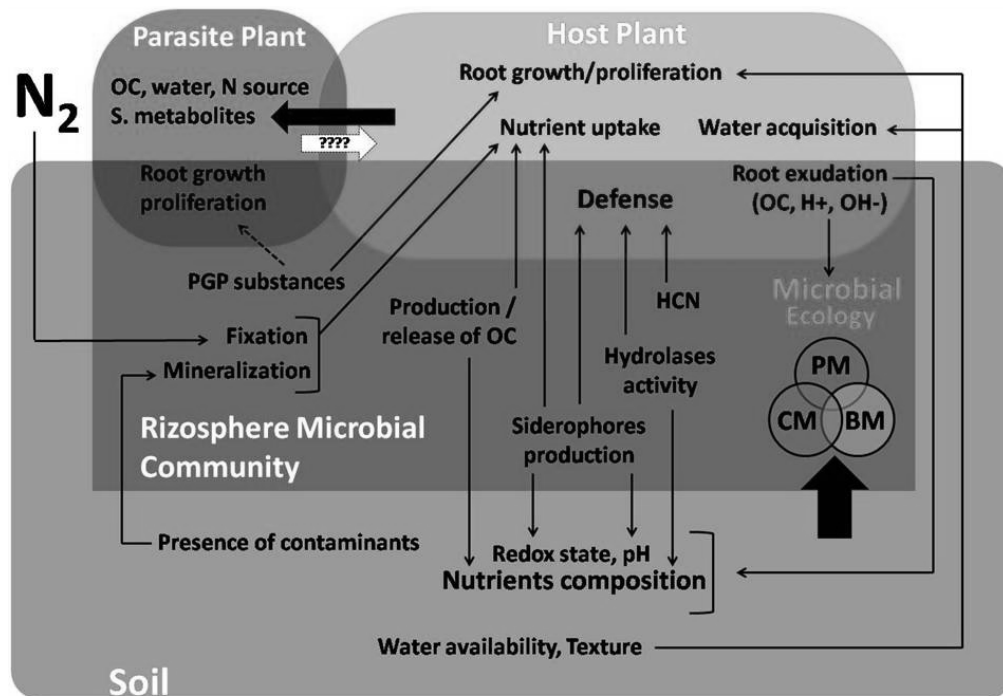 Parasite Plant
Host Plant
N2
OC, water, N source
S. metabolites
????
Root growth/proliferation
Nutrient uptake
Water acquisition
Root growth
proliferation
Defense
Root exudation
(OC, H+, OH-)
PGP substances
Production /
release of OC
HCN
Microbial
Ecology
Fixation
Mineralization
Hydrolases
activity
PM
CM
BM
Rizosphere Microbial
Community
Siderophores
production
Presence of contaminants
Redox state, pH
Nutrients composition
Water availability, Texture
Soil